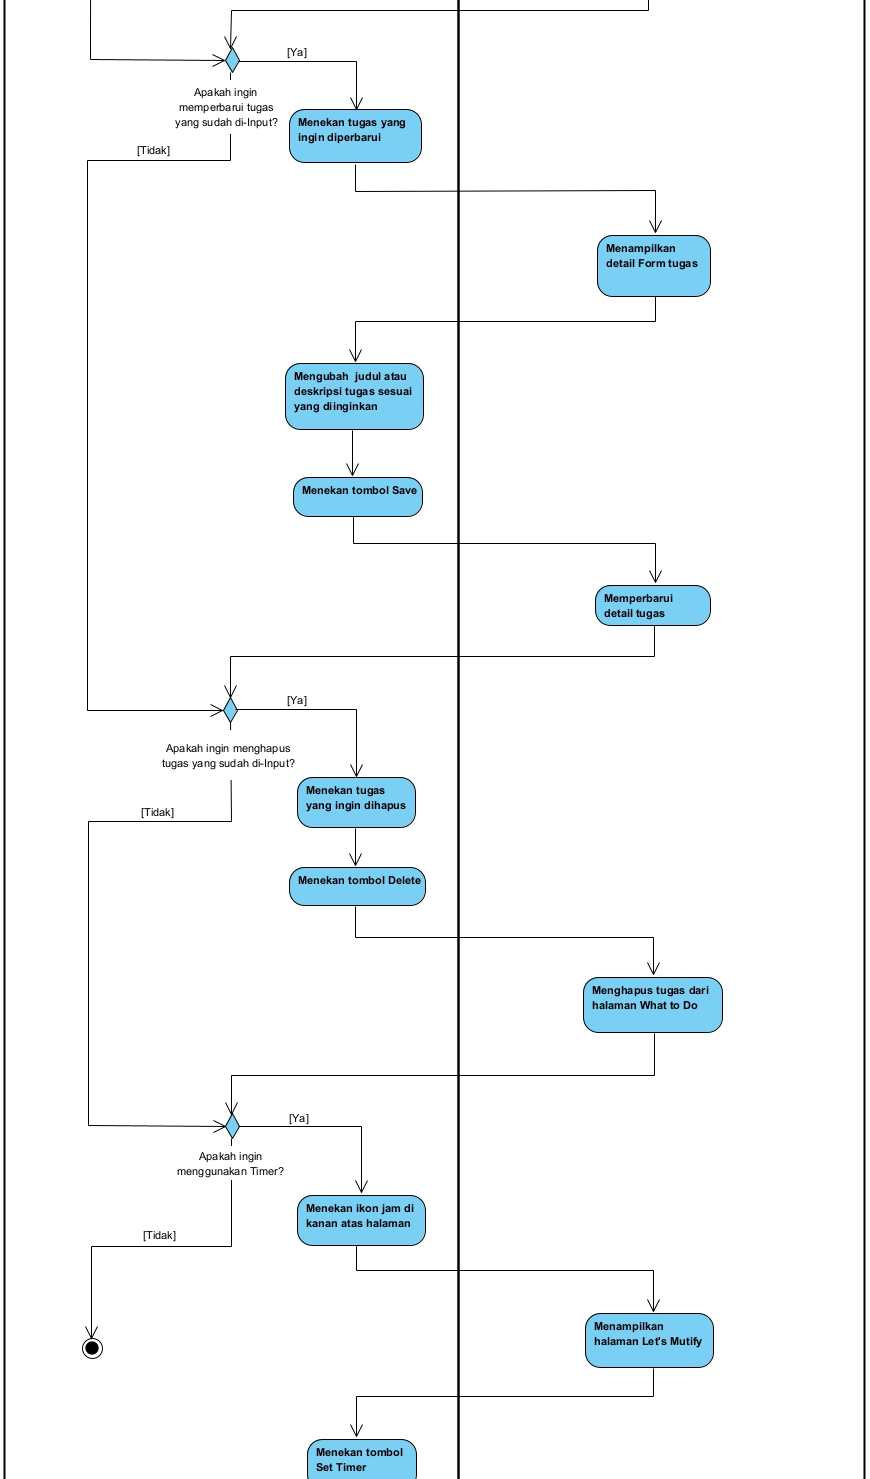 [Ya]
Apakah ingin
memperbarui tugas
yang sudah di-Input?
Menekan tugas yang
ingin diperbarui
[Tidak]
Menampilkan
detail Form tugas
Mengubah  judul atau
deskripsi tugas sesuai
yang diinginkan
Menekan tombol Save
Memperbarui
detail tugas
[Ya]
Apakah ingin menghapus
tugas yang sudah di-Input?
Menekan tugas
yang ingin dihapus
[Tidak]
Menekan tombol Delete
Menghapus tugas dari
halaman What to Do
[Ya]
Apakah ingin
menggunakan Timer?
Menekan ikon jam di
kanan atas halaman
[Tidak]
Menampilkan
halaman Let's Mutify
Menekan tombol
Set Timer